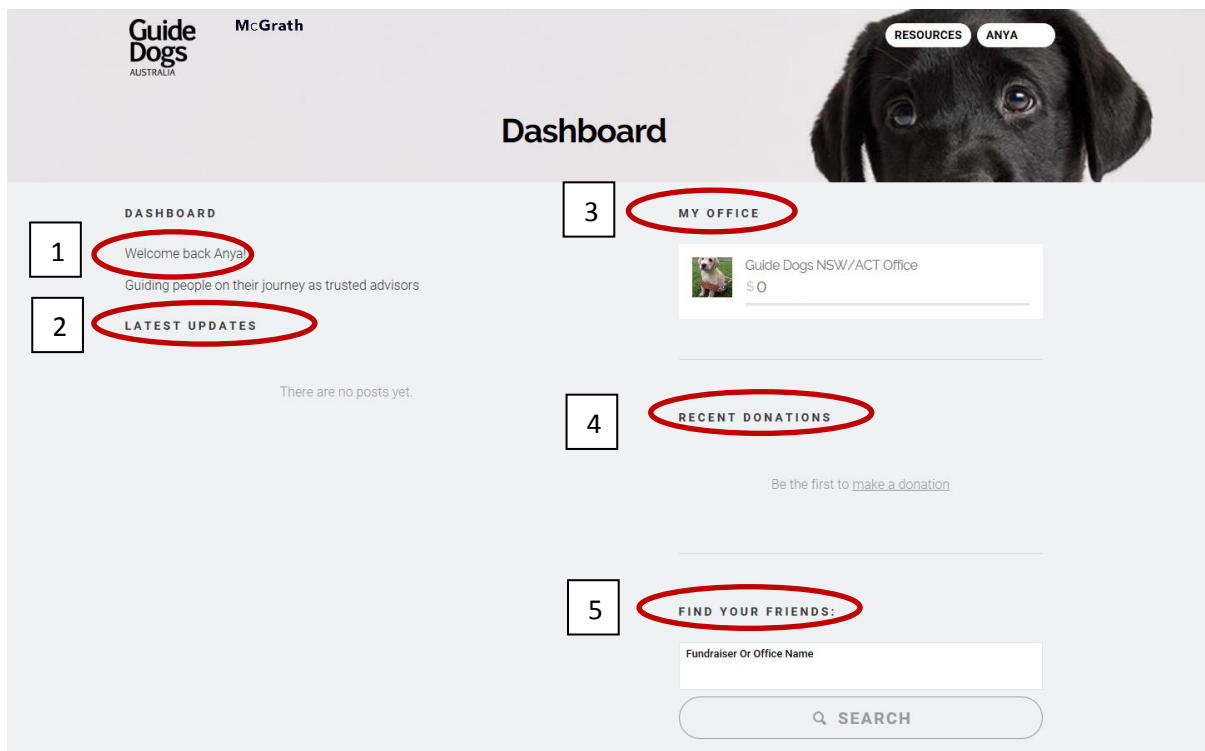 Guide
Dogs
AUSTRALIA
McGrath
RESOURCES
ANYA
Dashboard
DASHBOARD
1
Welcome back Anya!
Guiding people on their journey as trusted advisors
2
LATEST UPDATES
There are no posts yet.
3
MY OFFICE
Guide Dogs NSW/ACT Office
$0
4
RECENT DONATIONS
Be the first to make a donation
5
FIND YOUR FRIENDS:
Fundraiser Or Office Name
SEARCH